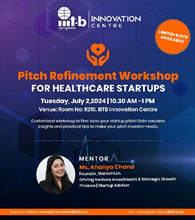 iiit-b
INNOVATION
CENTRE
LIMITED SLOTS
AVAILABLE!
Pitch Refinement Workshop
FOR HEALTHCARE STARTUPS
Tuesday, July 2,2024 | 10.30 AM -1 PM
Venue: Room No: R210, IIITB Innovation Centre
Customized workshop to fine-tune your startup pitch! Gain valuable
insights and practical tips to make your pitch investor-ready.
MENTOR
Ms. Ananya Chand
Founder, StartaPitch
Driving Venture Investments & Strategic Growth
Finance | Startup Advisor